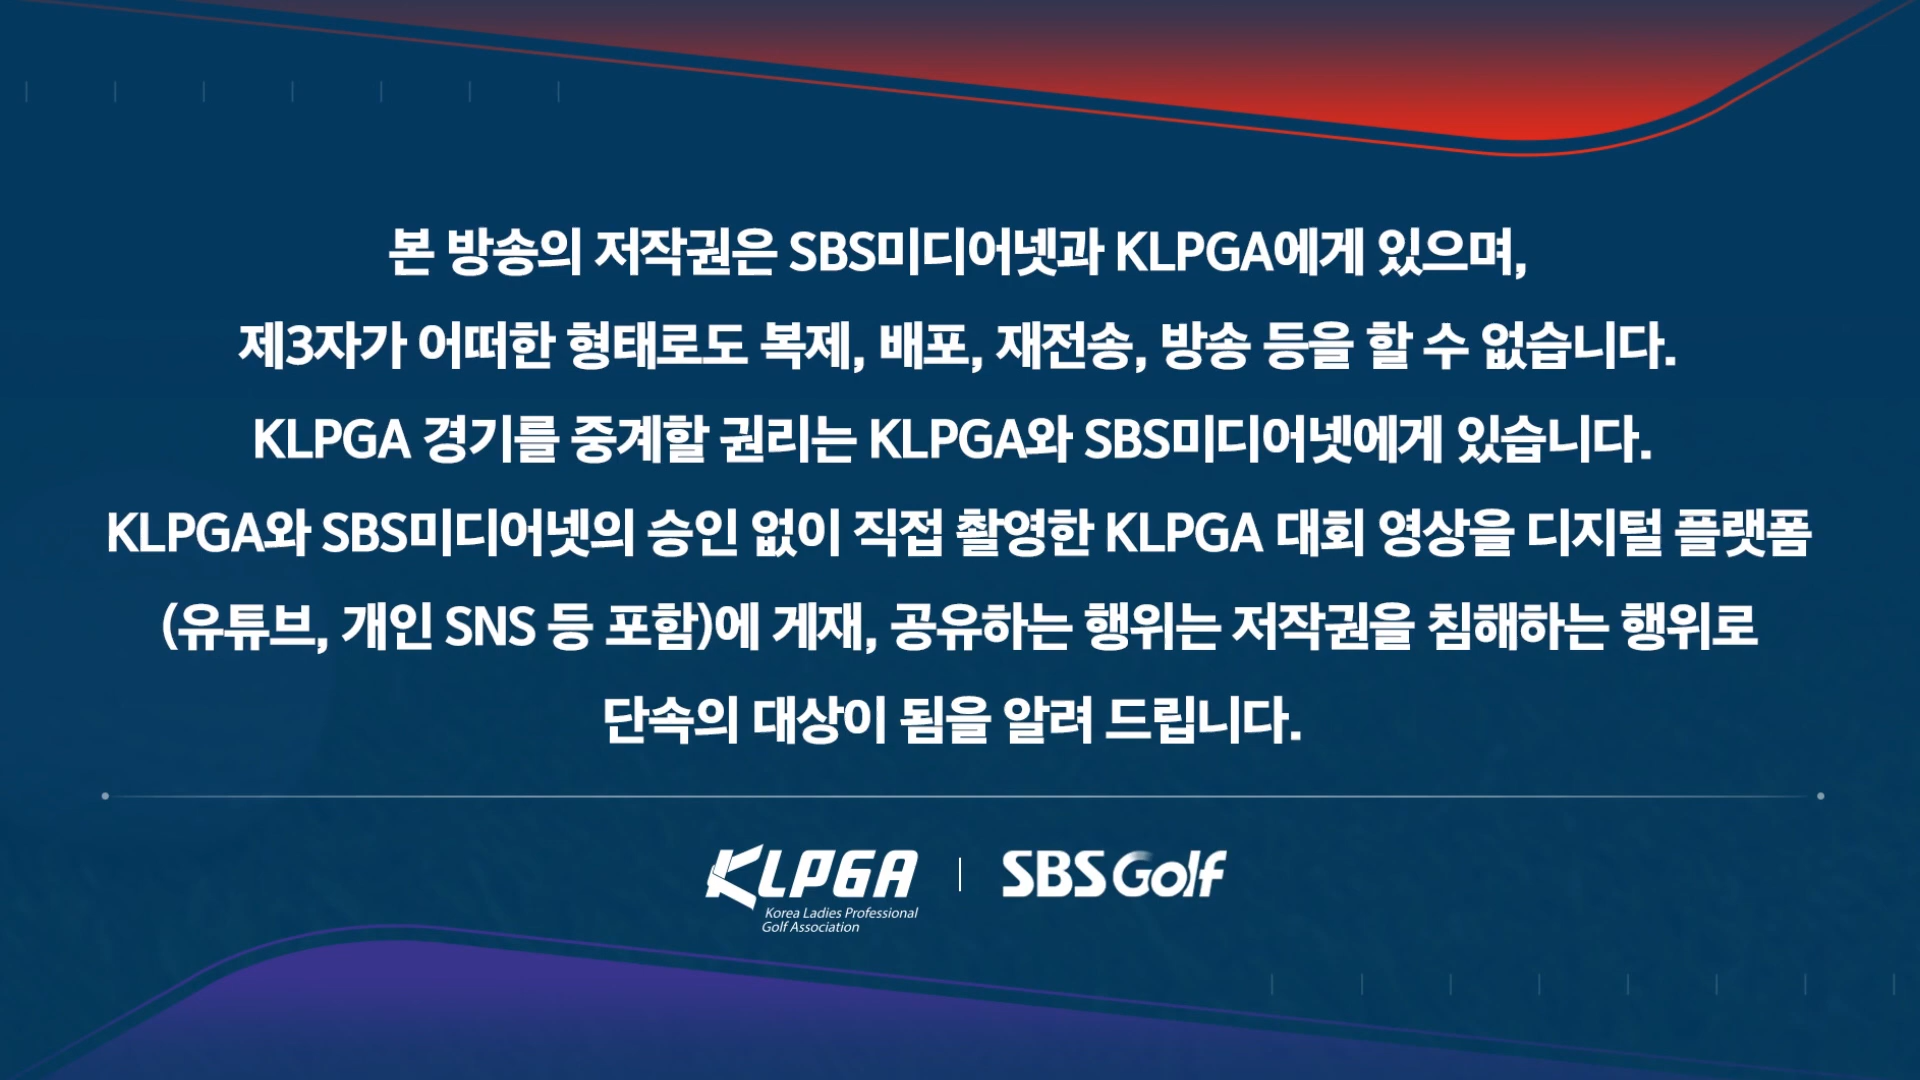 본 방송의 저작권은 SBS미디어넷과 KLPGA에게 있으며,
제3자가 어떠한 형태로도 복제, 배포, 재전송, 방송 등을 할 수 없습니다.
KLPGA 경기를 중계할 권리는 KLPGA와 SBS미디어넷에게 있습니다.
KLPGA와 SBS미디어넷의 승인 없이 직접 촬영한 KLPGA 대회 영상을 디지털 플랫폼
(유튜브, 개인 SNS 등 포함)에 게재, 공유하는 행위는 저작권을 침해하는 행위로
단속의 대상이 됨을 알려 드립니다.
KLPGA
Korea Ladies Professional
Golf Association
SBS Golf